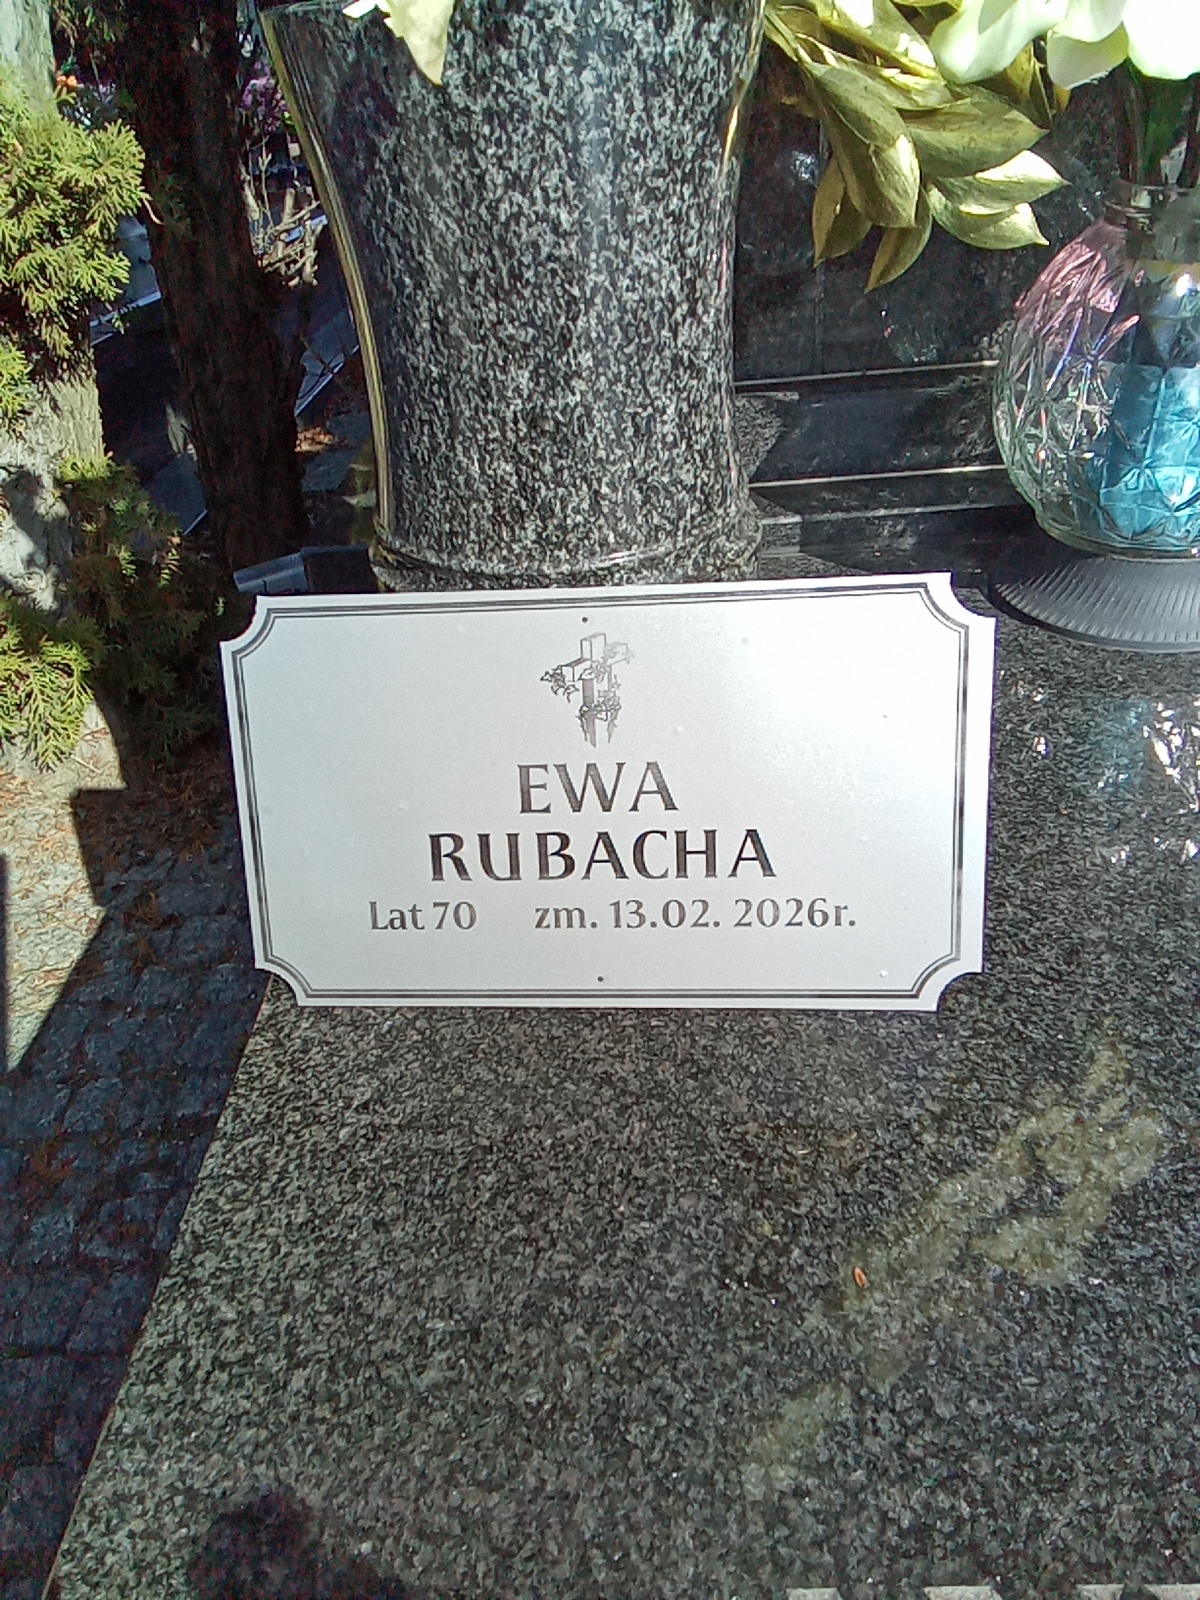 EWA
RUBACHA
Lat 70 zm. 13.02. 2026r.